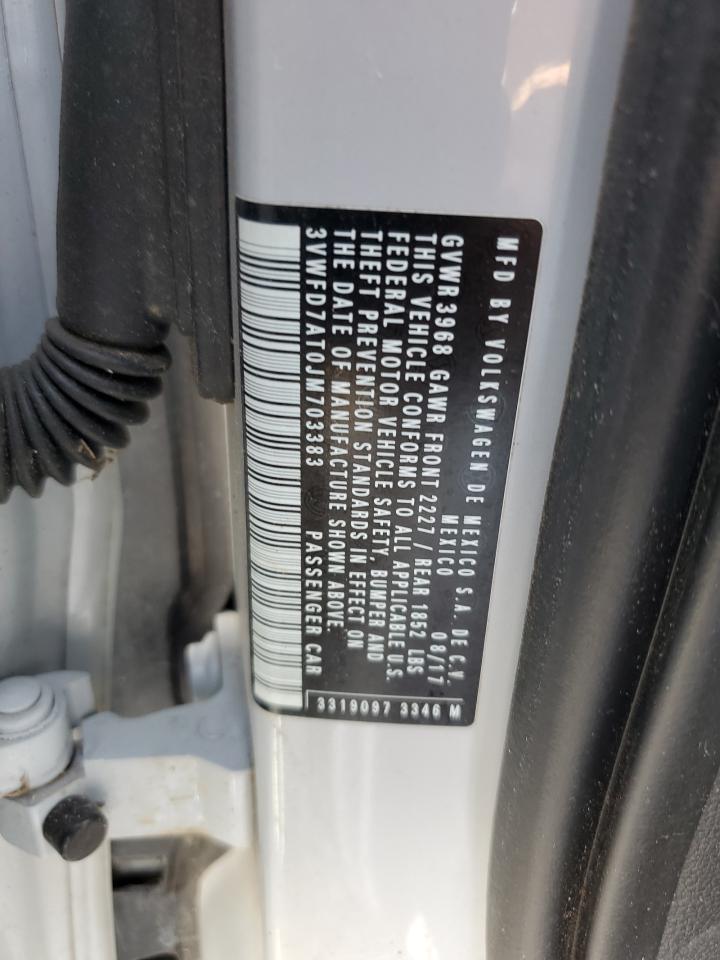 MFD BY VOLKSWAGEN DE MEXICO S.A. DE C.V
MEXICO 08/17
GVWR 3968 GAWR FRONT 2227 / REAR 1852 LBS
THIS VEHICLE CONFORMS TO ALL APPLICABLE U.S.
FEDERAL MOTOR VEHICLE SAFETY, BUMPER AND
THEFT PREVENTION STANDARDS IN EFFECT ON
THE DATE OF MANUFACTURE SHOWN ABOVE.
3VWFD7AT0JM703383 PASSENGER CAR
3319097 3346 M